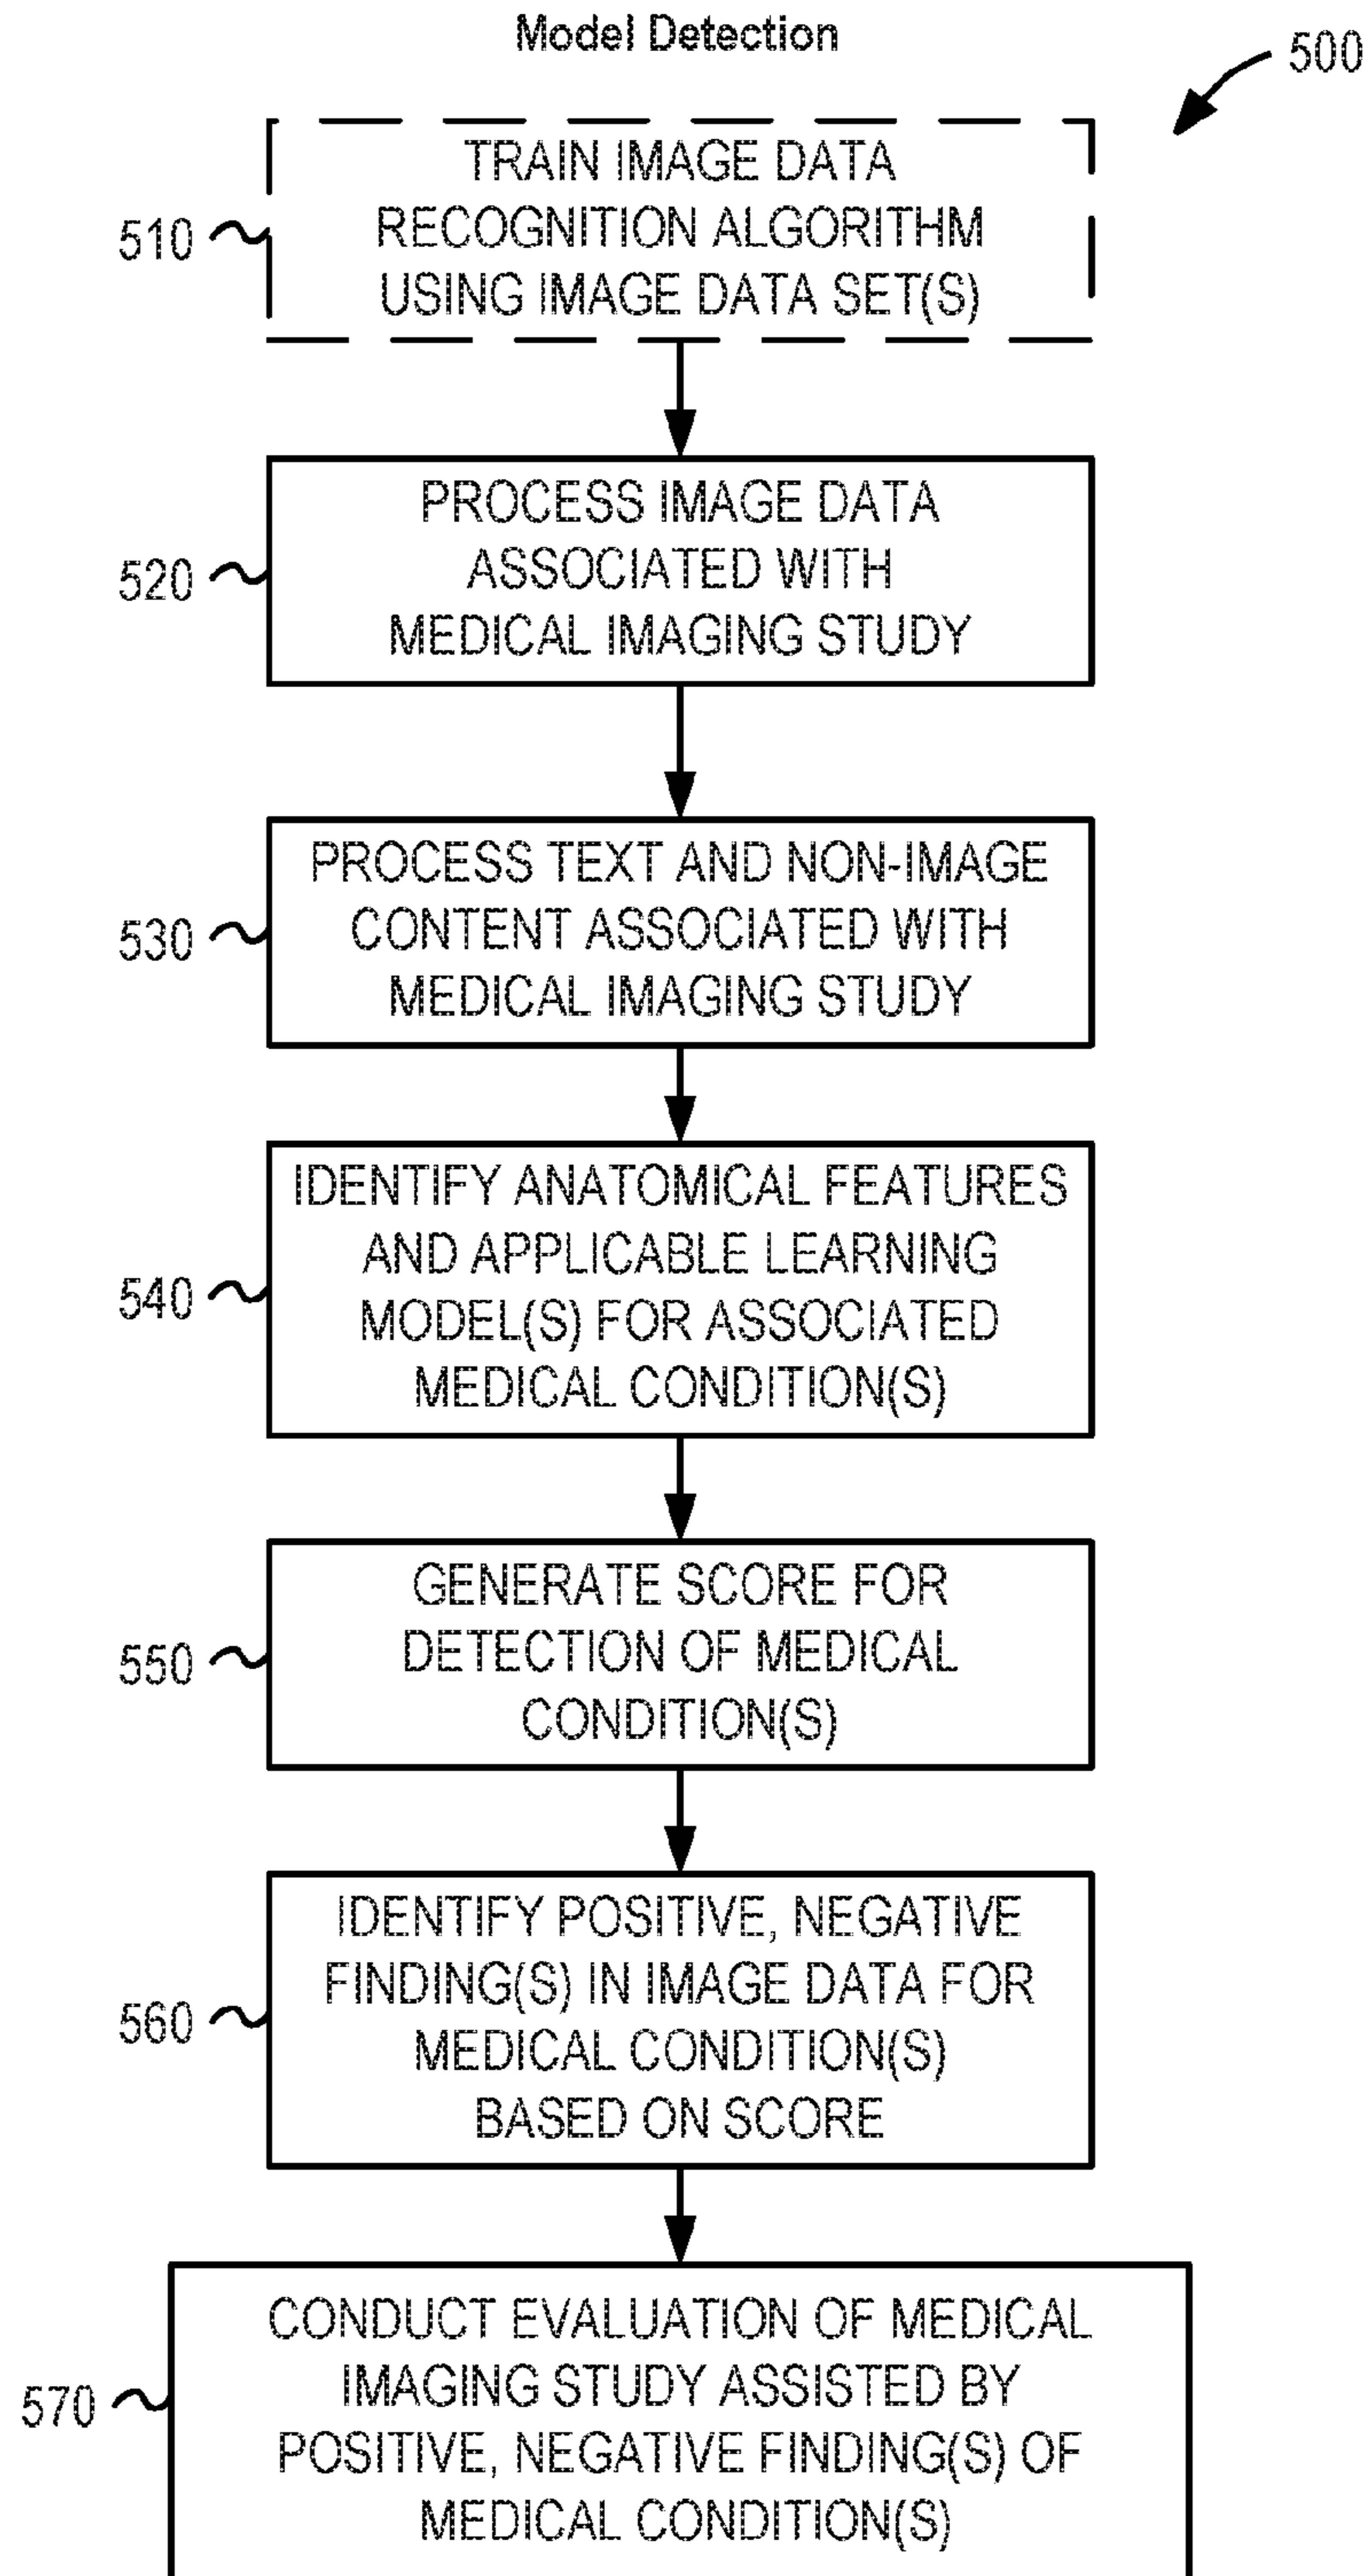 Model Detection
500
TRAIN IMAGE DATA
RECOGNITION ALGORITHM
USING IMAGE DATA SET(S)
510
PROCESS IMAGE DATA
ASSOCIATED WITH
MEDICAL IMAGING STUDY
520
PROCESS TEXT AND NON-IMAGE
CONTENT ASSOCIATED WITH
MEDICAL IMAGING STUDY
530
IDENTIFY ANATOMICAL FEATURES
AND APPLICABLE LEARNING
MODEL(S) FOR ASSOCIATED
MEDICAL CONDITION(S)
540
GENERATE SCORE FOR
DETECTION OF MEDICAL
CONDITION(S)
550
IDENTIFY POSITIVE, NEGATIVE
FINDING(S) IN IMAGE DATA FOR
MEDICAL CONDITION(S)
BASED ON SCORE
560
CONDUCT EVALUATION OF MEDICAL
IMAGING STUDY ASSISTED BY
POSITIVE, NEGATIVE FINDING(S) OF
MEDICAL CONDITION(S)
570